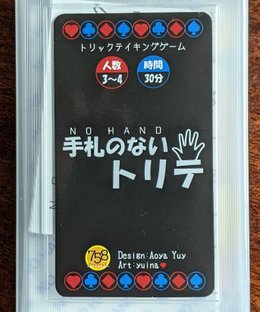 トリックテイキングゲーム
人数 時間
3～4 30分
NO HAND
手札のない
トリテ
758
Design:Aoya Yuy
Art:yuina